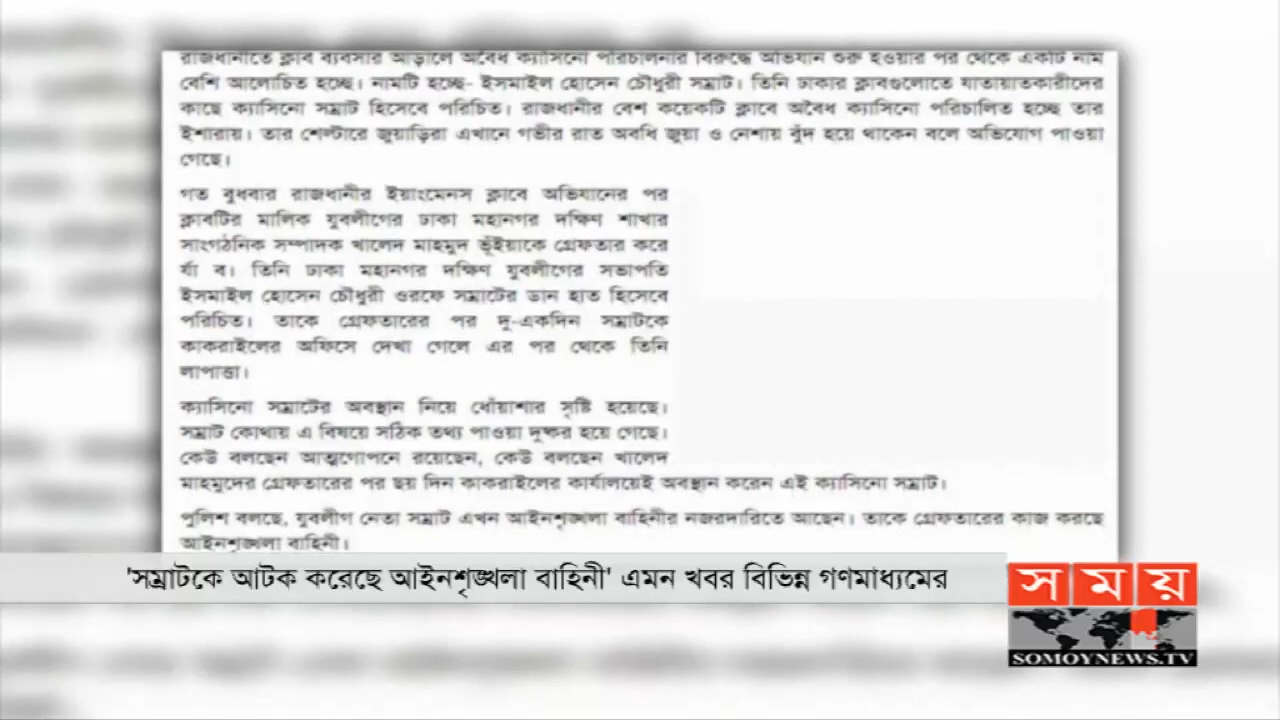 রাজধানীতে ক্লাব ব্যবসার আড়ালে অবৈধ ক্যাসিনো পরিচালনার বিরুদ্ধে অভিযান শুরু হওয়ার পর থেকে একটি নাম
বেশি আলোচিত হচ্ছে। নামটি হচ্ছে- ইসমাইল হোসেন চৌধুরী সম্রাট। তিনি ঢাকার ক্লাবগুলোতে যাতায়াতকারীদের
কাছে ক্যাসিনো সম্রাট হিসেবে পরিচিত। রাজধানীর বেশ কয়েকটি ক্লাবে অবৈধ ক্যাসিনো পরিচালিত হচ্ছে তার
ইশারায়। তার শেল্টারে জুয়াড়িরা এখানে গভীর রাত অবধি জুয়া ও নেশায় বুঁদ হয়ে থাকেন বলে অভিযোগ পাওয়া
গেছে।
গত বুধবার রাজধানীর ইয়াংমেনস ক্লাবে অভিযানের পর
ক্লাবটির মালিক যুবলীগের ঢাকা মহানগর দক্ষিণ শাখার
সাংগঠনিক সম্পাদক খালেদ মাহমুদ ভূঁইয়াকে গ্রেফতার করে
র্যা ব। তিনি ঢাকা মহানগর দক্ষিণ যুবলীগের সভাপতি
ইসমাইল হোসেন চৌধুরী ওরফে সম্রাটের ডান হাত হিসেবে
পরিচিত। তাকে গ্রেফতারের পর দু-একদিন সম্রাটকে
কাকরাইলের অফিসে দেখা গেলে এর পর থেকে তিনি
লাপাত্তা।
ক্যাসিনো সম্রাটের অবস্থান নিয়ে ধোঁয়াশার সৃষ্টি হয়েছে।
সম্রাট কোথায় এ বিষয়ে সঠিক তথ্য পাওয়া দুষ্কর হয়ে গেছে।
কেউ বলছেন আত্মগোপনে রয়েছেন, কেউ বলছেন খালেদ
মাহমুদের গ্রেফতারের পর ছয় দিন কাকরাইলের কার্যালয়েই অবস্থান করেন এই ক্যাসিনো সম্রাট।
পুলিশ বলছে, যুবলীগ নেতা সম্রাট এখন আইনশৃঙ্খলা বাহিনীর নজরদারিতে আছেন। তাকে গ্রেফতারের কাজ করছে
আইনশৃঙ্খলা বাহিনী।
'সম্রাটকে আটক করেছে আইনশৃঙ্খলা বাহিনী' এমন খবর বিভিন্ন গণমাধ্যমের
সময়
SOMOYNEWS.TV